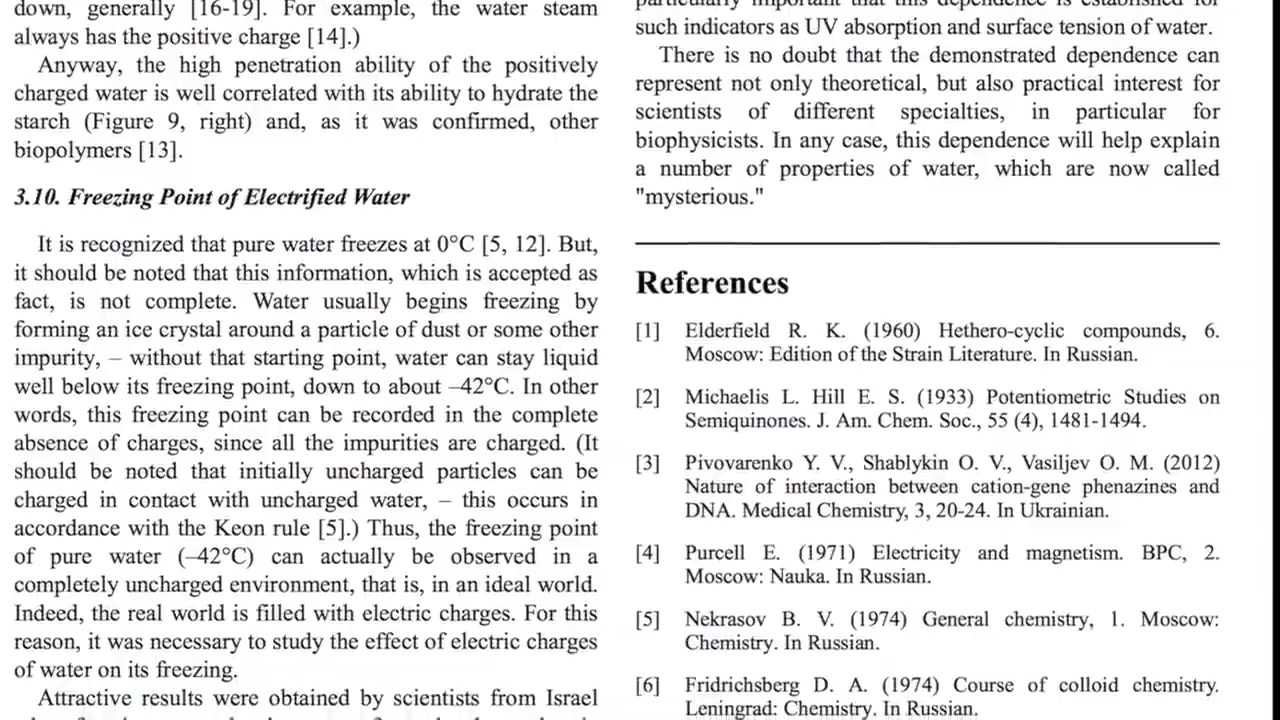 down, generally [16-19]. For example, the water steam
always has the positive charge [14].)
Anyway, the high penetration ability of the positively
charged water is well correlated with its ability to hydrate the
starch (Figure 9, right) and, as it was confirmed, other
biopolymers [13].
3.10. Freezing Point of Electrified Water
It is recognized that pure water freezes at 0°C [5, 12]. But,
it should be noted that this information, which is accepted as
fact, is not complete. Water usually begins freezing by
forming an ice crystal around a particle of dust or some other
impurity, – without that starting point, water can stay liquid
well below its freezing point, down to about –42°C. In other
words, this freezing point can be recorded in the complete
absence of charges, since all the impurities are charged. (It
should be noted that initially uncharged particles can be
charged in contact with uncharged water, – this occurs in
accordance with the Keon rule [5].) Thus, the freezing point
of pure water (–42°C) can actually be observed in a
completely uncharged environment, that is, in an ideal world.
Indeed, the real world is filled with electric charges. For this
reason, it was necessary to study the effect of electric charges
of water on its freezing.
Attractive results were obtained by scientists from Israel
particularly important that this dependence is established for
such indicators as UV absorption and surface tension of water.
There is no doubt that the demonstrated dependence can
represent not only theoretical, but also practical interest for
scientists of different specialties, in particular for
biophysicists. In any case, this dependence will help explain
a number of properties of water, which are now called
"mysterious."
References
[1] Elderfield R. K. (1960) Hethero-cyclic compounds, 6.
Moscow: Edition of the Strain Literature. In Russian.
[2] Michaelis L. Hill E. S. (1933) Potentiometric Studies on
Semiquinones. J. Am. Chem. Soc., 55 (4), 1481-1494.
[3] Pivovarenko Y. V., Shablykin O. V., Vasiljev O. M. (2012)
Nature of interaction between cation-gene phenazines and
DNA. Medical Chemistry, 3, 20-24. In Ukrainian.
[4] Purcell E. (1971) Electricity and magnetism. BPC, 2.
Moscow: Nauka. In Russian.
[5] Nekrasov B. V. (1974) General chemistry, 1. Moscow:
Chemistry. In Russian.
[6] Fridrichsberg D. A. (1974) Course of colloid chemistry.
Leningrad: Chemistry. In Russian.